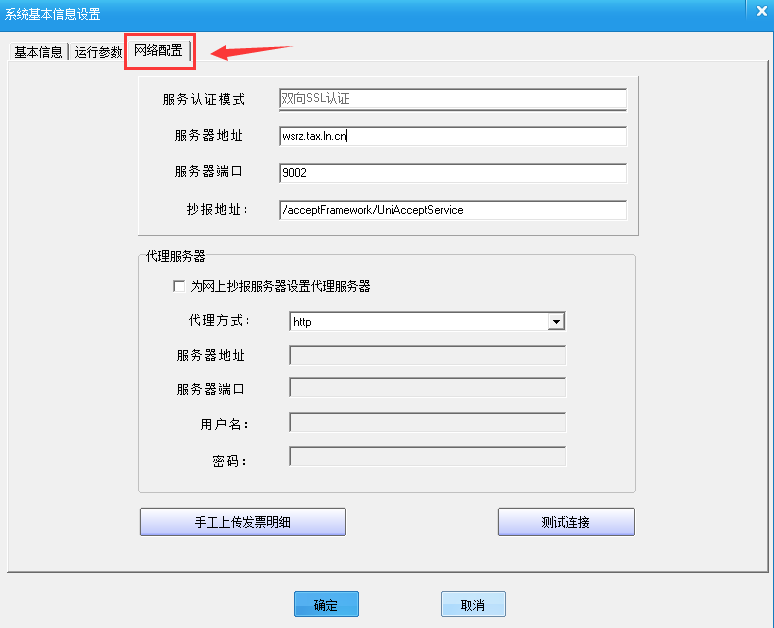 系统基本信息设置
基本信息 运行参数 网络配置
服务认证模式 双向SSL认证
服务器地址 wsrz.tax.ln.cn
服务器端口 9002
抄报地址： /acceptFramework/UniAcceptService
代理服务器
为网上抄报服务器设置代理服务器
代理方式： http
服务器地址
服务器端口
用户名：
密码：
手工上传发票明细 测试连接
确定 取消